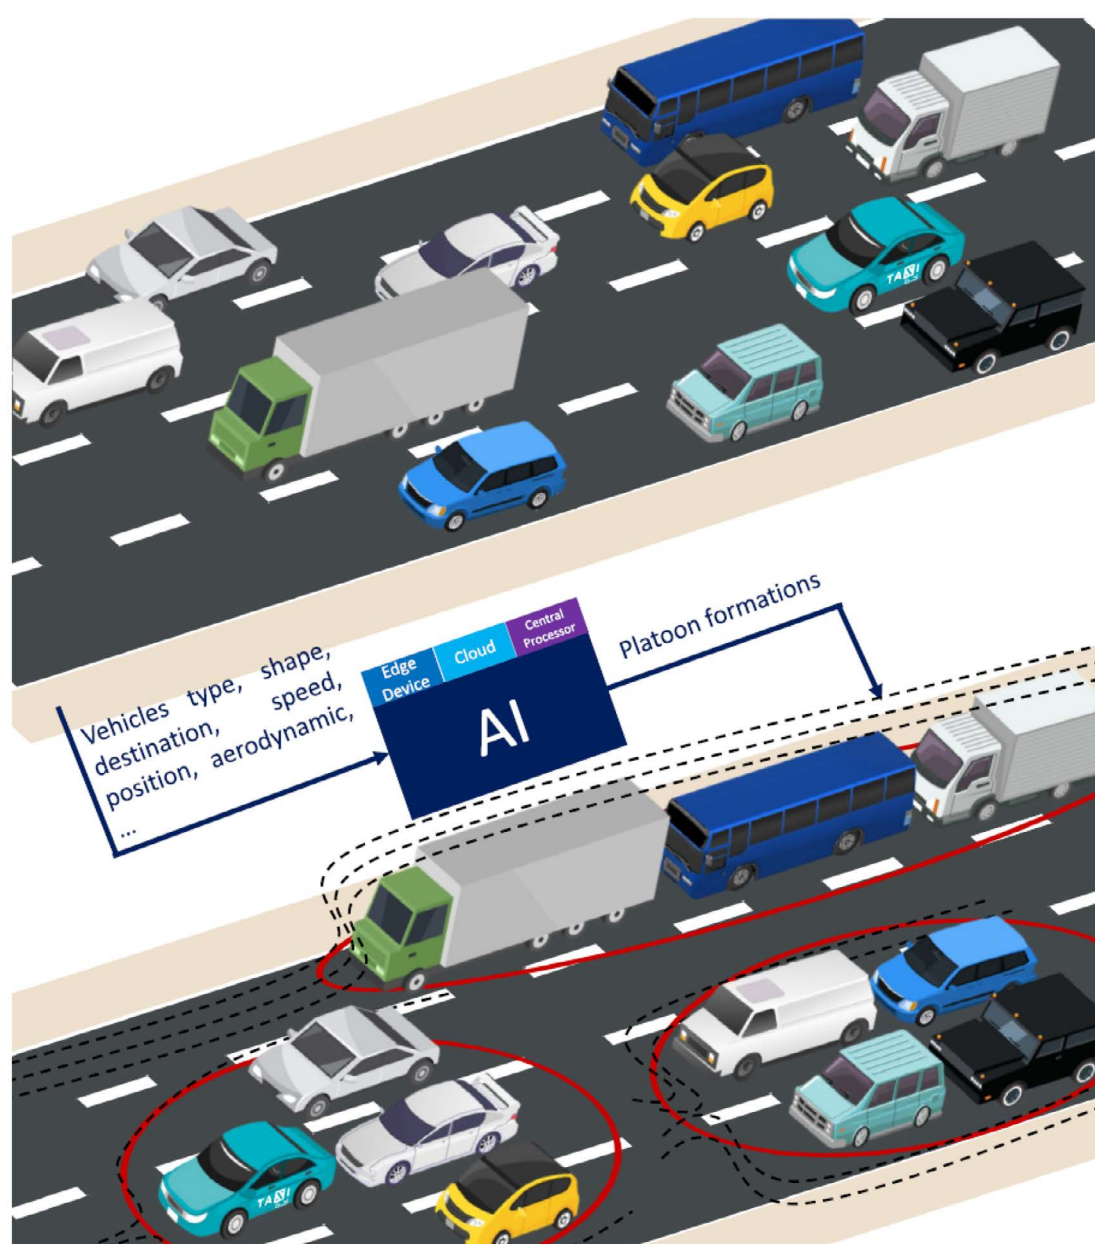 TAXI
Vehicles type, shape,
destination, speed,
position, aerodynamic,
...
Edge
Device
Cloud
Central
Processor
AI
Platoon formations
TAXI